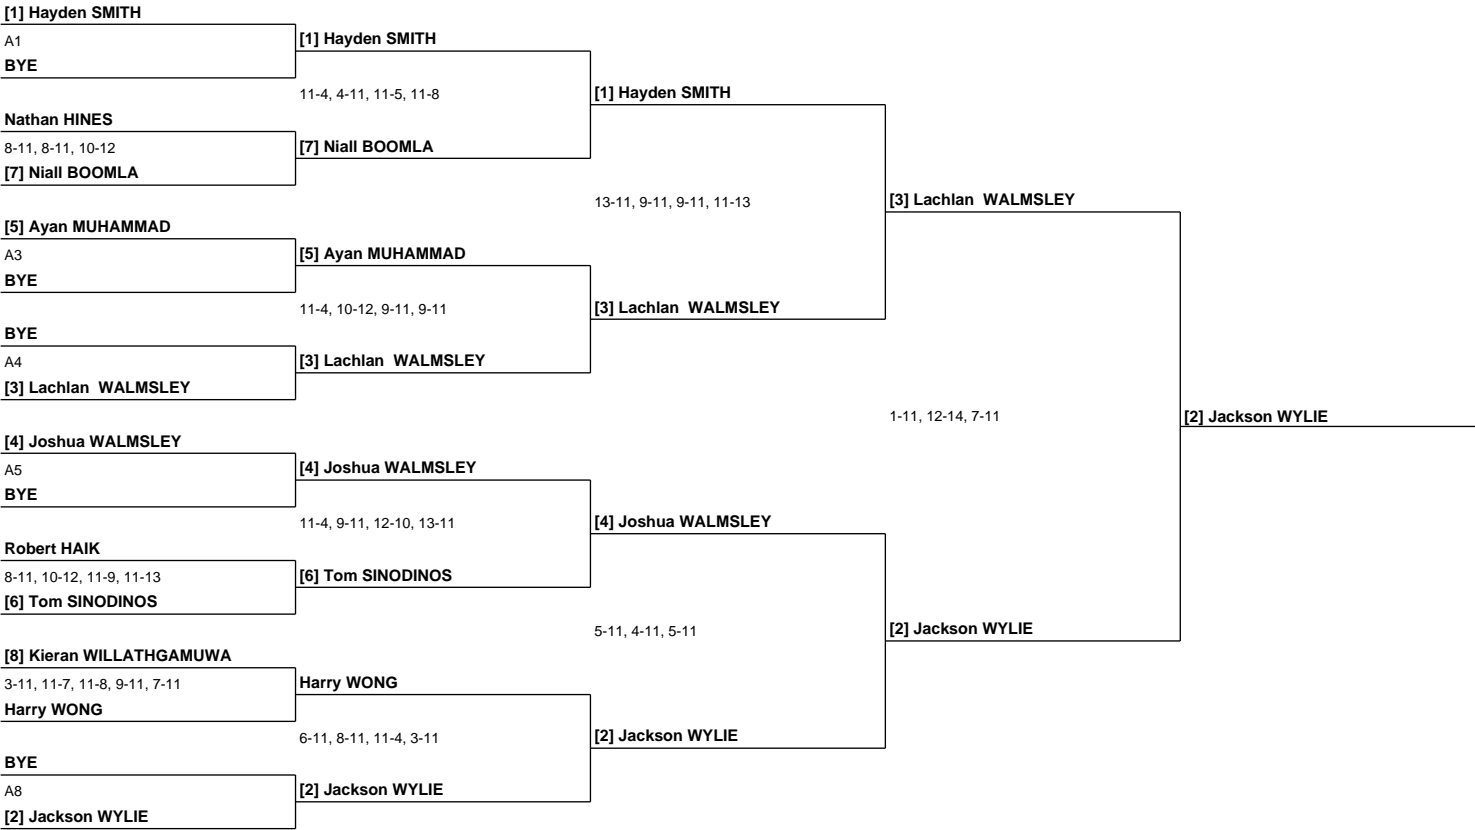 [1] Hayden SMITH
A1
BYE
Nathan HINES
8-11, 8-11, 10-12
[7] Niall BOOMLA
[5] Ayan MUHAMMAD
A3
BYE
BYE
A4
[3] Lachlan  WALMSLEY
[4] Joshua WALMSLEY
A5
BYE
Robert HAIK
8-11, 10-12, 11-9, 11-13
[6] Tom SINODINOS
[8] Kieran WILLATHGAMUWA
3-11, 11-7, 11-8, 9-11, 7-11
Harry WONG
BYE
A8
[2] Jackson WYLIE
[1] Hayden SMITH
11-4, 4-11, 11-5, 11-8
[7] Niall BOOMLA
[5] Ayan MUHAMMAD
11-4, 10-12, 9-11, 9-11
[3] Lachlan  WALMSLEY
[4] Joshua WALMSLEY
11-4, 9-11, 12-10, 13-11
[6] Tom SINODINOS
Harry WONG
6-11, 8-11, 11-4, 3-11
[2] Jackson WYLIE
[1] Hayden SMITH
13-11, 9-11, 9-11, 11-13
[3] Lachlan  WALMSLEY
[4] Joshua WALMSLEY
5-11, 4-11, 5-11
[2] Jackson WYLIE
[3] Lachlan  WALMSLEY
1-11, 12-14, 7-11
[2] Jackson WYLIE
[2] Jackson WYLIE